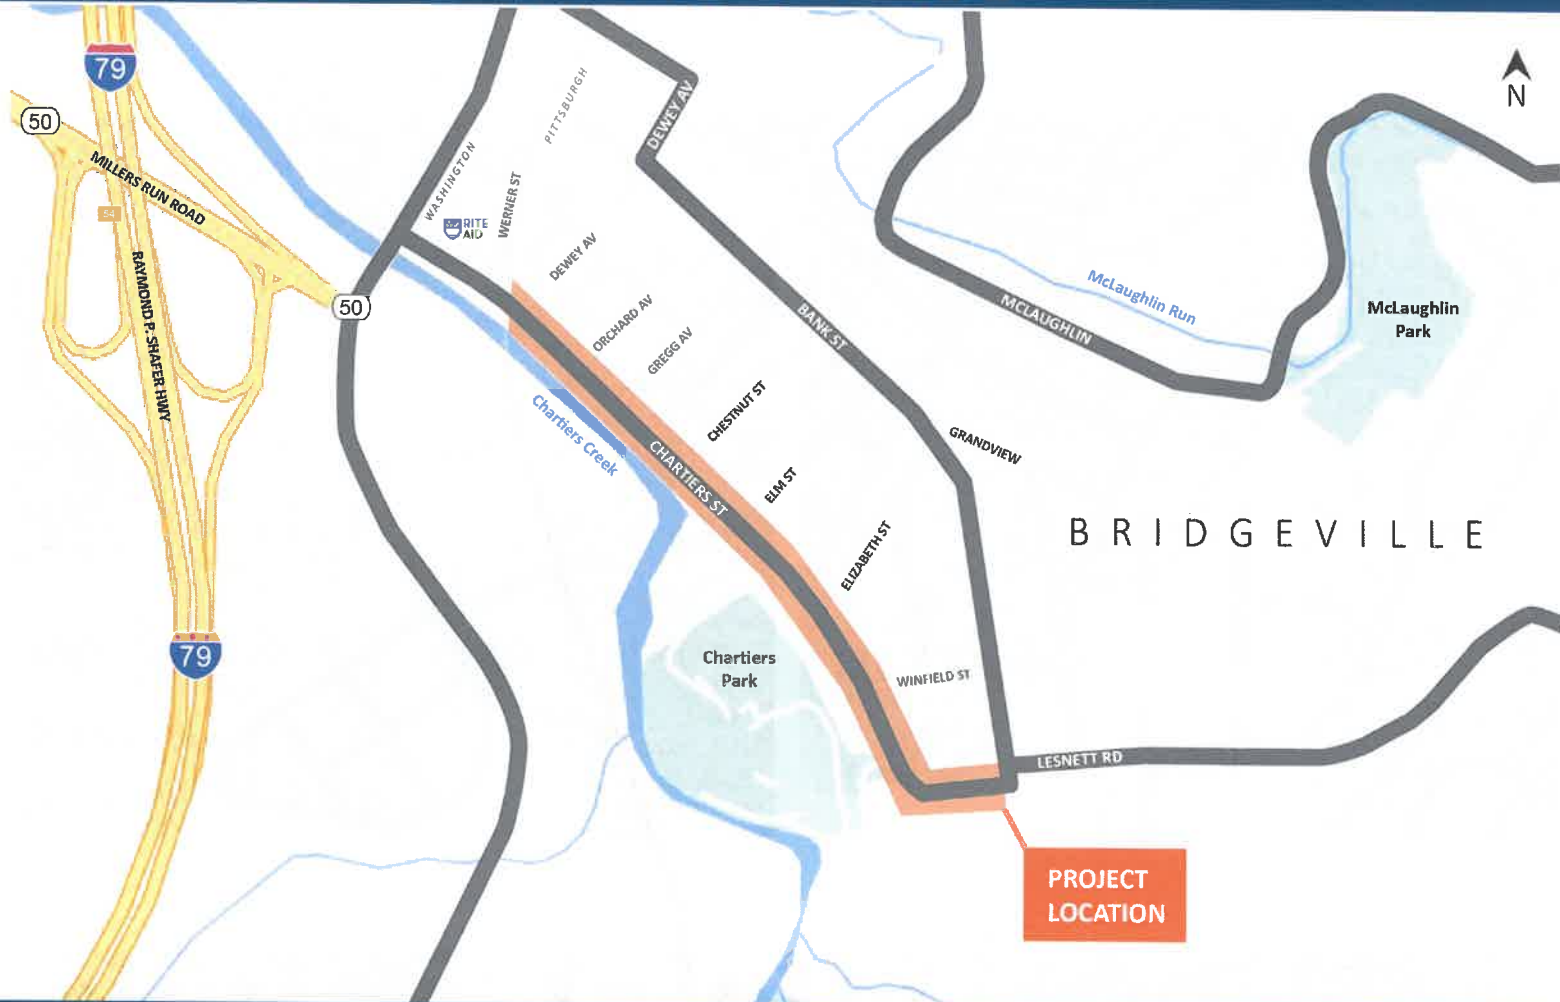 79
50
MILLERS RUN ROAD
54
RAYMOND P. SHAFER HWY
50
79
WASHINGTON
PITTSBURGH
RITE
AID
WERNER ST
DEWEY AV
DEWEY AV
ORCHARD AV
GREGG AV
CHESTNUT ST
ELM ST
ELIZABETH ST
WINFIELD ST
BANK ST
GRANDVIEW
CHARTIERS ST
Chartiers Creek
Chartiers
Park
MCLAUGHLIN
McLaughlin Run
McLaughlin
Park
N
BRIDGEVILLE
LESNETT RD
PROJECT
LOCATION